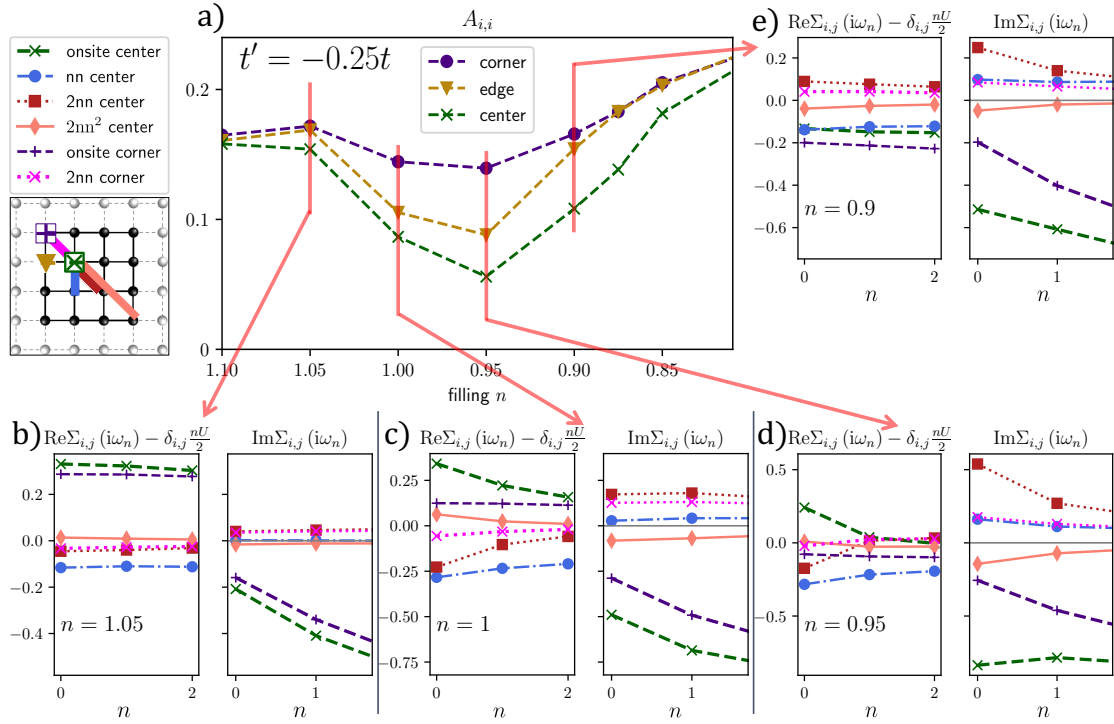 a)
A_{i,i}
t' = −0.25t
corner
edge
center
0.2
0.1
0
1.10
1.05
1.00
0.95
0.90
0.85
filling n
onsite center
nn center
2nn center
2nn² center
onsite corner
2nn corner
e)
ReΣ_{i,j} (iω_n) − δ_{i,j} nU/2
ImΣ_{i,j} (iω_n)
0.2
0.0
−0.2
−0.4
−0.6
n = 0.9
0
1
2
0
1
n
n
b)
ReΣ_{i,j} (iω_n) − δ_{i,j} nU/2
ImΣ_{i,j} (iω_n)
0.2
0.0
−0.2
−0.4
n = 1.05
0
1
2
0
1
n
n
c)
ReΣ_{i,j} (iω_n) − δ_{i,j} nU/2
ImΣ_{i,j} (iω_n)
0.50
0.25
0.00
−0.25
−0.50
−0.75
n = 1
0
1
2
0
1
n
n
d)
ReΣ_{i,j} (iω_n) − δ_{i,j} nU/2
ImΣ_{i,j} (iω_n)
0.5
0.0
−0.5
n = 0.95
0
1
2
0
1
n
n